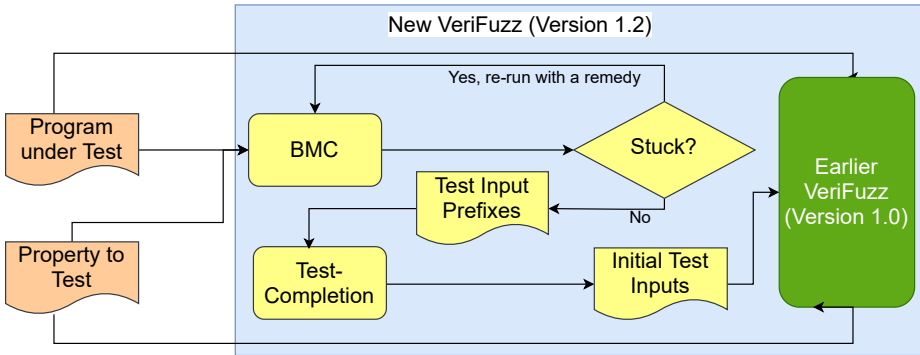 New VeriFuzz (Version 1.2)
Yes, re-run with a remedy
Program
under Test
BMC
Stuck?
Earlier
VeriFuzz
(Version 1.0)
Test Input
Prefixes
No
Property to
Test
Test-
Completion
Initial Test
Inputs